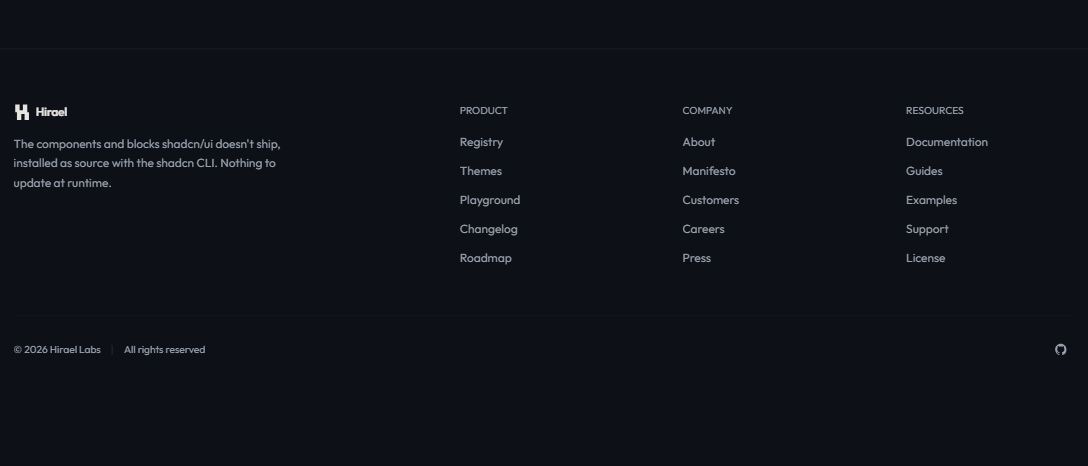 Hirael
The components and blocks shadcn/ui doesn't ship,
installed as source with the shadcn CLI. Nothing to
update at runtime.
PRODUCT
Registry
Themes
Playground
Changelog
Roadmap
COMPANY
About
Manifesto
Customers
Careers
Press
RESOURCES
Documentation
Guides
Examples
Support
License
© 2026 Hirael Labs | All rights reserved